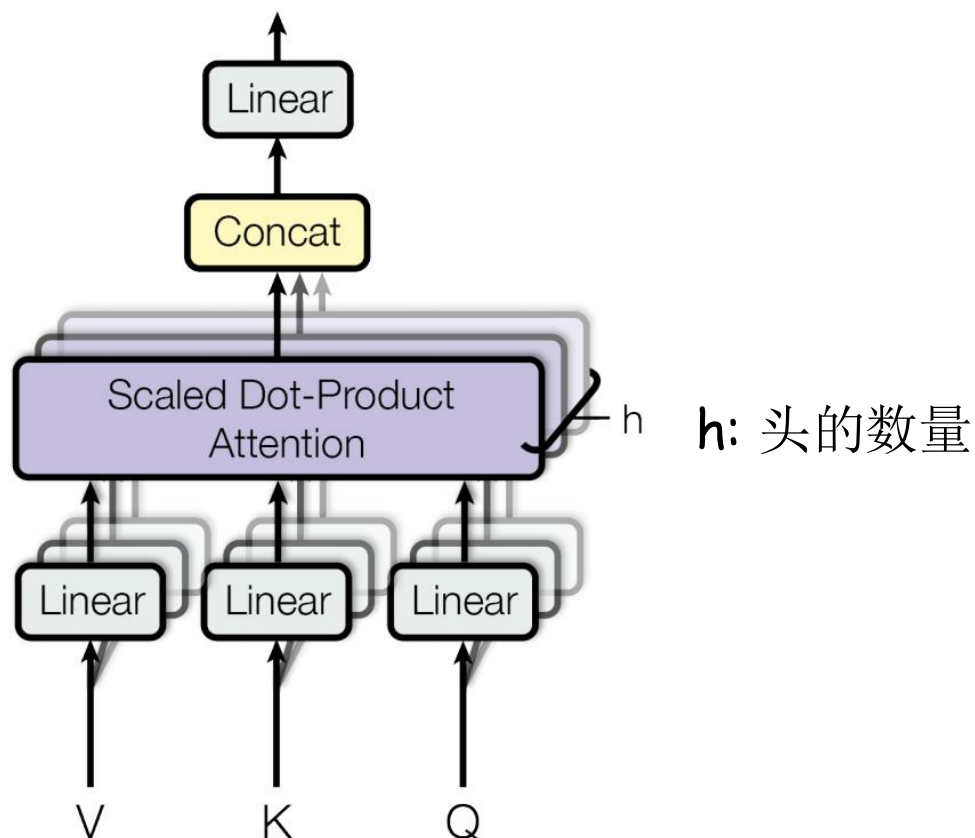 Linear
Concat
Scaled Dot-Product
Attention
h
h: 头的数量
Linear
Linear
Linear
V
K
Q